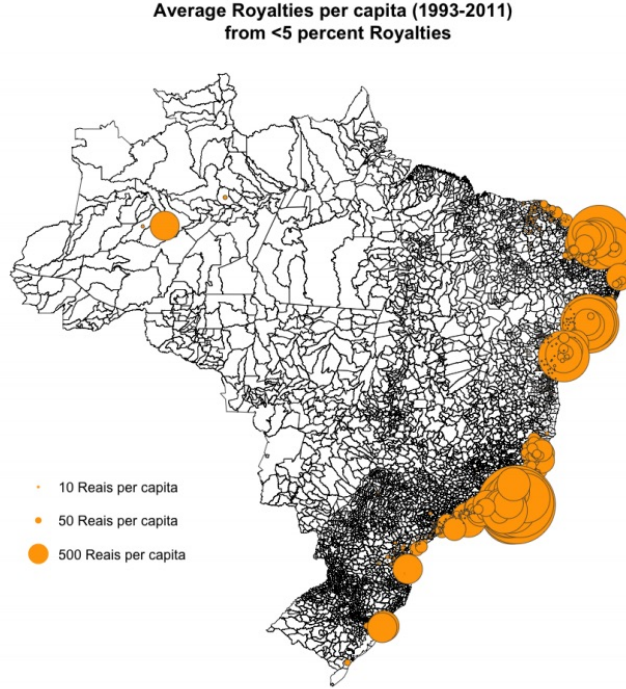 Average Royalties per capita (1993-2011)
from <5 percent Royalties
10 Reais per capita
50 Reais per capita
500 Reais per capita